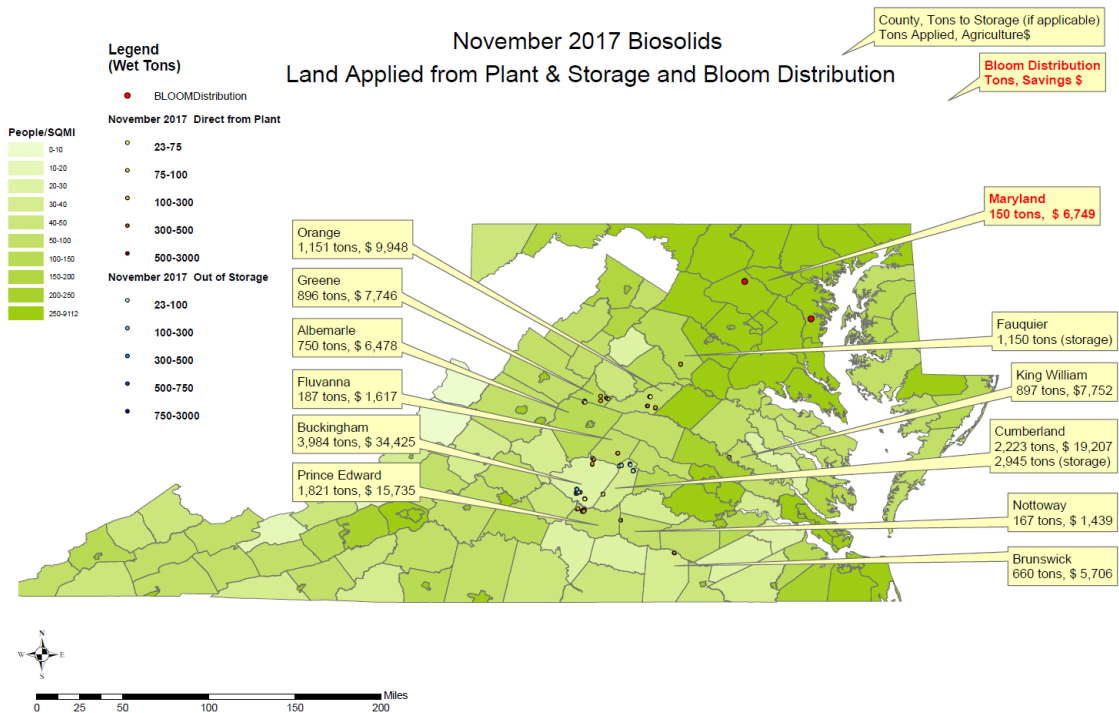 November 2017 Biosolids
Land Applied from Plant & Storage and Bloom Distribution
County, Tons to Storage (if applicable)
Tons Applied, Agriculture$
Bloom Distribution
Tons, Savings $
Legend
(Wet Tons)
BLOOMDistribution
November 2017 Direct from Plant
23-75
75-100
100-300
300-500
500-3000
November 2017 Out of Storage
23-100
100-300
300-500
500-750
750-3000
People/SQMI
0-10
10-20
20-30
30-40
40-50
50-100
100-150
150-200
200-250
250-9112
Orange
1,151 tons, $ 9,948
Greene
896 tons, $ 7,746
Albemarle
750 tons, $ 6,478
Fluvanna
187 tons, $ 1,617
Buckingham
3,984 tons, $ 34,425
Prince Edward
1,821 tons, $ 15,735
Maryland
150 tons, $ 6,749
Fauquier
1,150 tons (storage)
King William
897 tons, $7,752
Cumberland
2,223 tons, $ 19,207
2,945 tons (storage)
Nottoway
167 tons, $ 1,439
Brunswick
660 tons, $ 5,706
N
W E
S
Miles
0 25 50 100 150 200